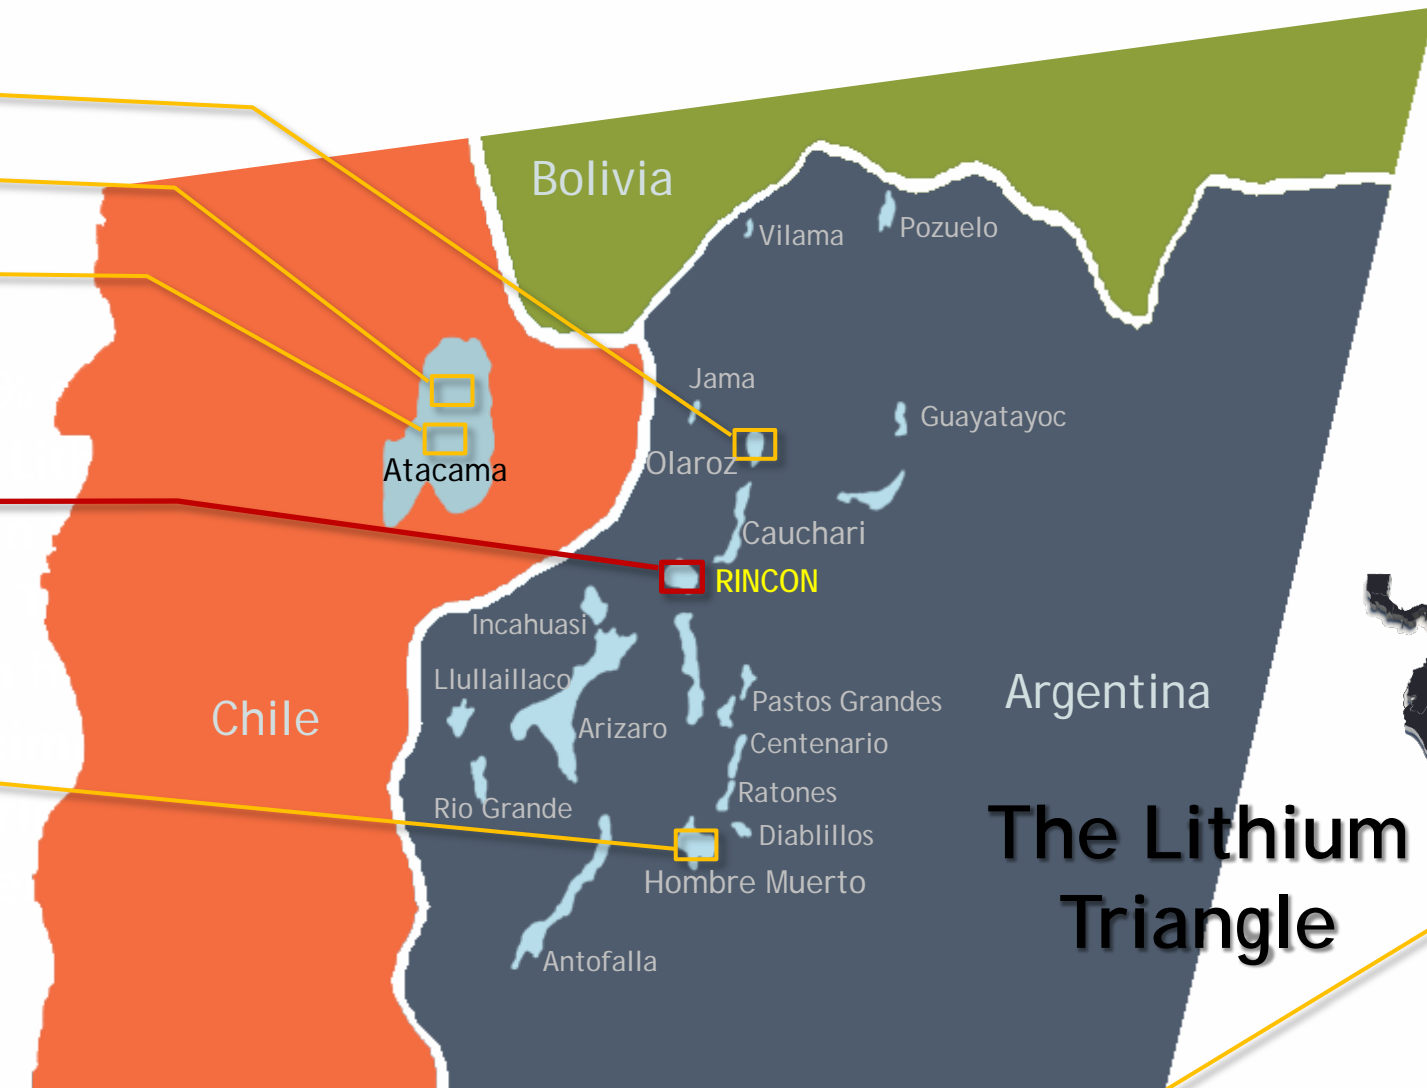 Bolivia
Vilama
Pozuelo
Jama
Guayatayoc
Olaroz
Atacama
Cauchari
RINCON
Incahuasi
Llullaillaco
Pastos Grandes
Argentina
Chile
Arizaro
Centenario
Ratones
Rio Grande
Diablillos
The Lithium
Triangle
Hombre Muerto
Antofalla